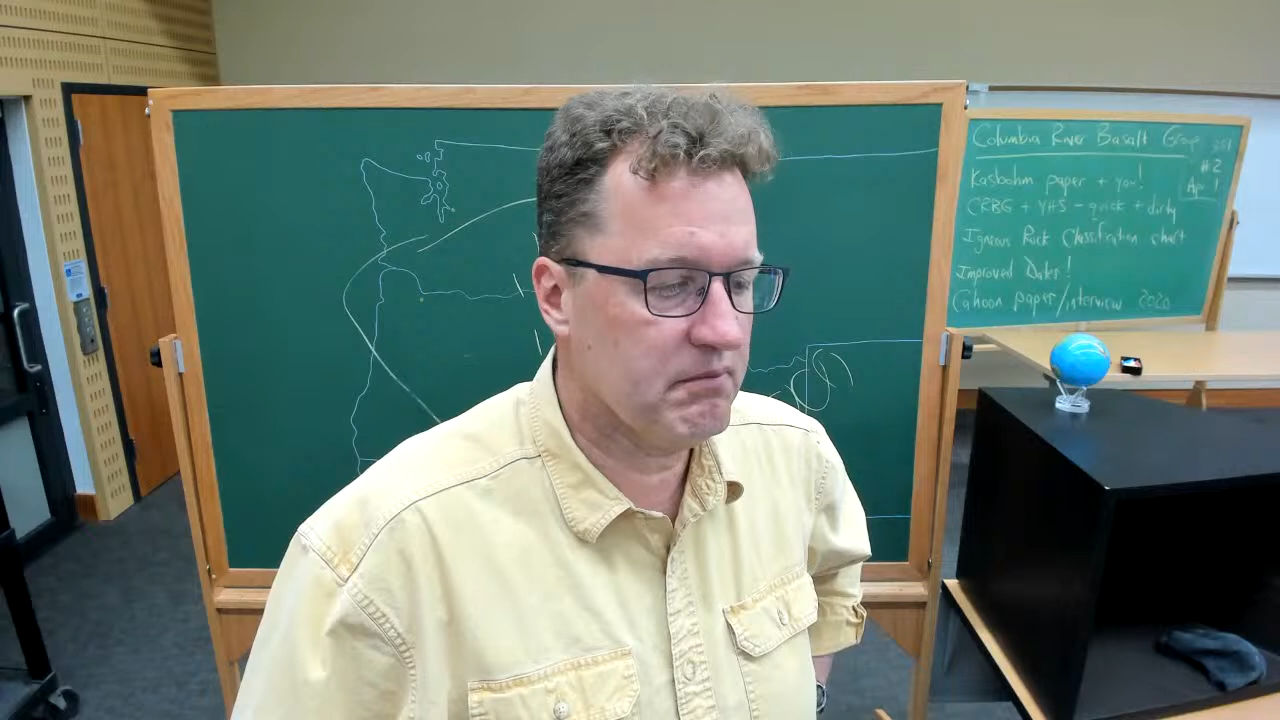 Columbia River Basalt Group 351
#2
Apr 1
Kasbohm paper + you!
CRBG + YHS - quick + dirty
Igneous Rock Classification chart
Improved Dates!
Cahoon paper/interview 2020